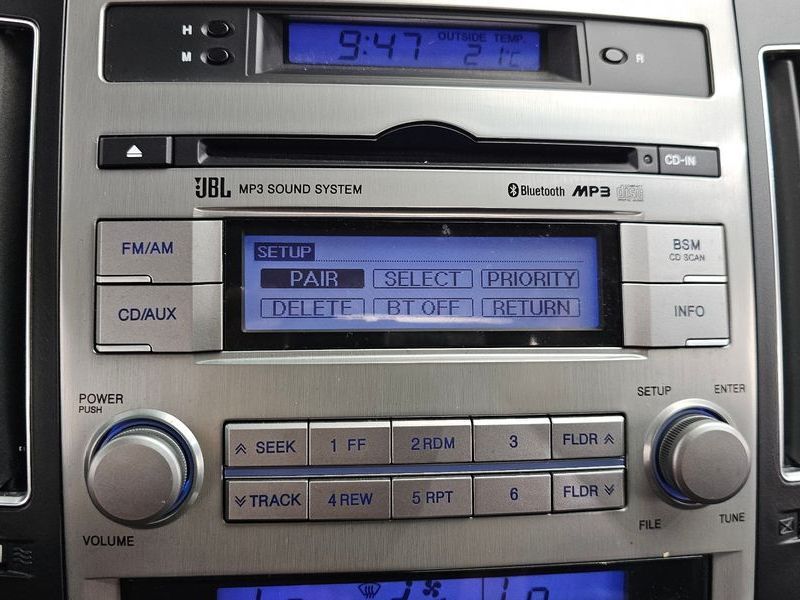 H 9:47 OUTSIDE TEMP.
M 21°C R
CD-IN
JBL MP3 SOUND SYSTEM Bluetooth MP3 disc
FM/AM SETUP BSM
CD SCAN
PAIR SELECT PRIORITY
CD/AUX DELETE BT OFF RETURN INFO
POWER SETUP ENTER
PUSH
SEEK 1 FF 2 RDM 3 FLDR
TRACK 4 REW 5 RPT 6 FLDR
VOLUME FILE TUNE